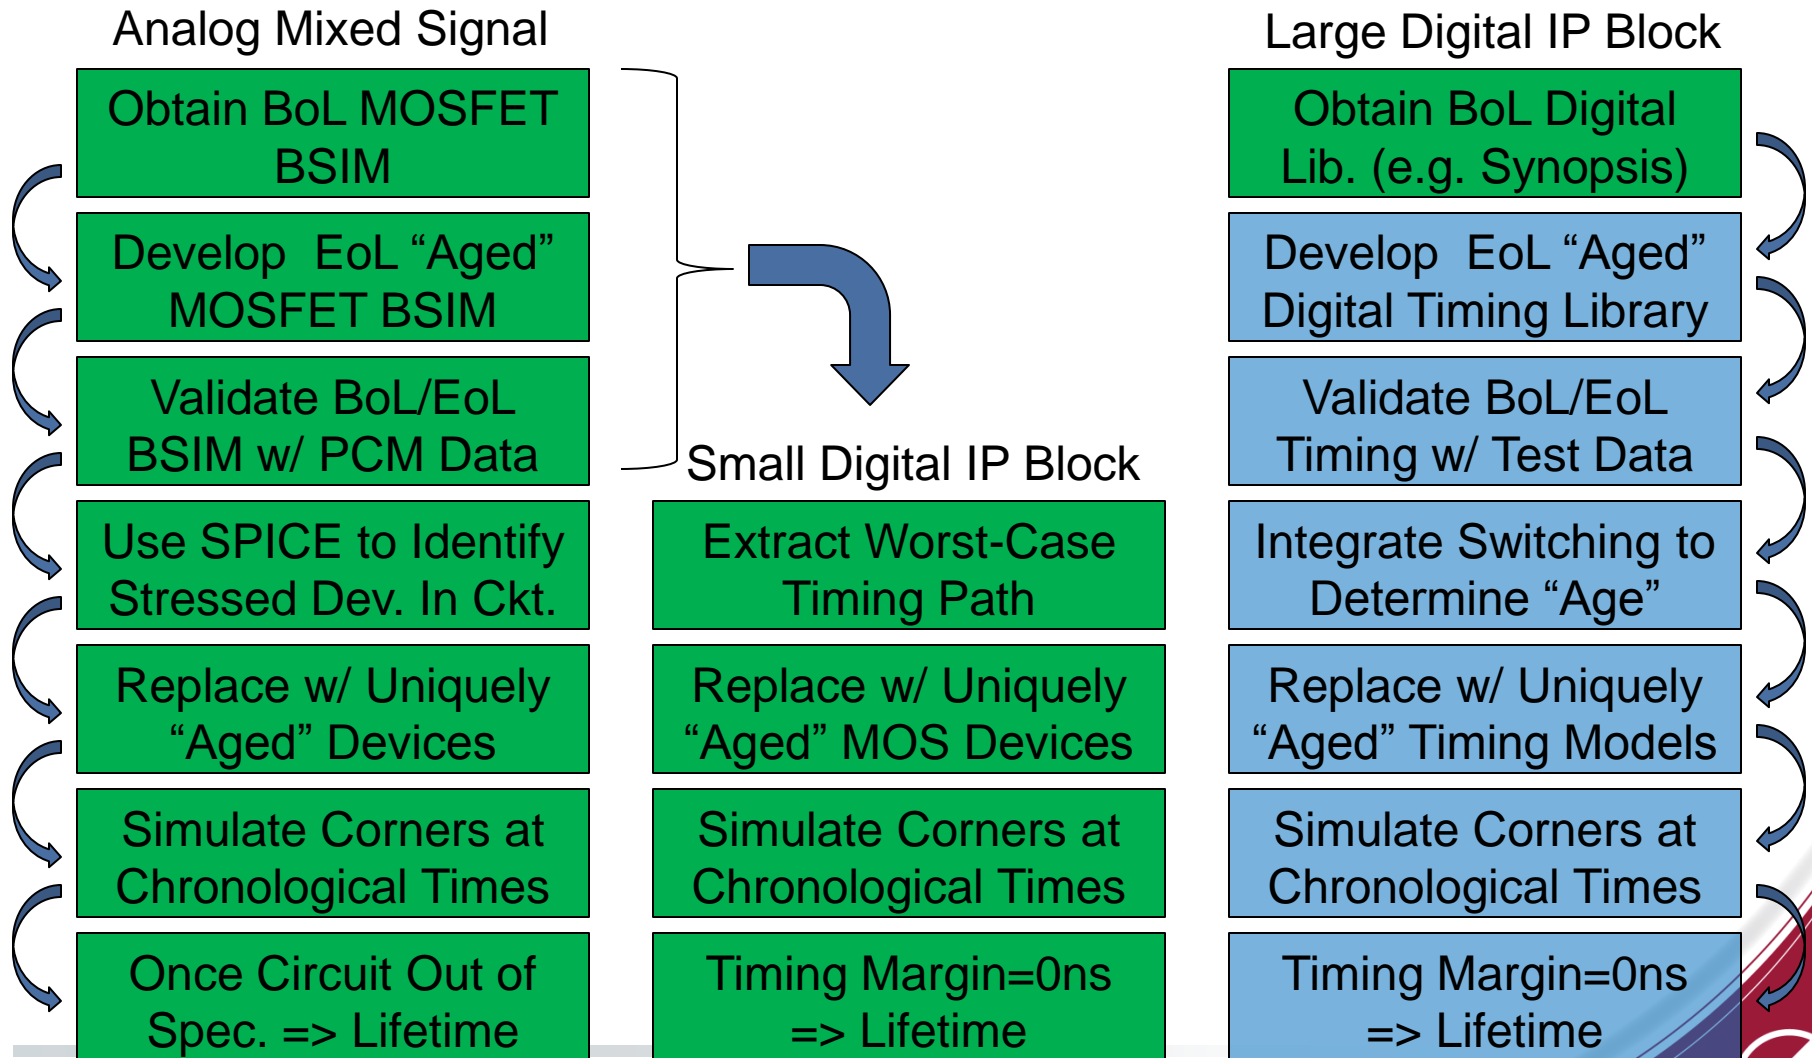 Analog Mixed Signal
Obtain BoL MOSFET
BSIM
Develop EoL “Aged”
MOSFET BSIM
Validate BoL/EoL
BSIM w/ PCM Data
Use SPICE to Identify
Stressed Dev. In Ckt.
Replace w/ Uniquely
“Aged” Devices
Simulate Corners at
Chronological Times
Once Circuit Out of
Spec. => Lifetime
Small Digital IP Block
Extract Worst-Case
Timing Path
Replace w/ Uniquely
“Aged” MOS Devices
Simulate Corners at
Chronological Times
Timing Margin=0ns
=> Lifetime
Large Digital IP Block
Obtain BoL Digital
Lib. (e.g. Synopsis)
Develop EoL “Aged”
Digital Timing Library
Validate BoL/EoL
Timing w/ Test Data
Integrate Switching to
Determine “Age”
Replace w/ Uniquely
“Aged” Timing Models
Simulate Corners at
Chronological Times
Timing Margin=0ns
=> Lifetime